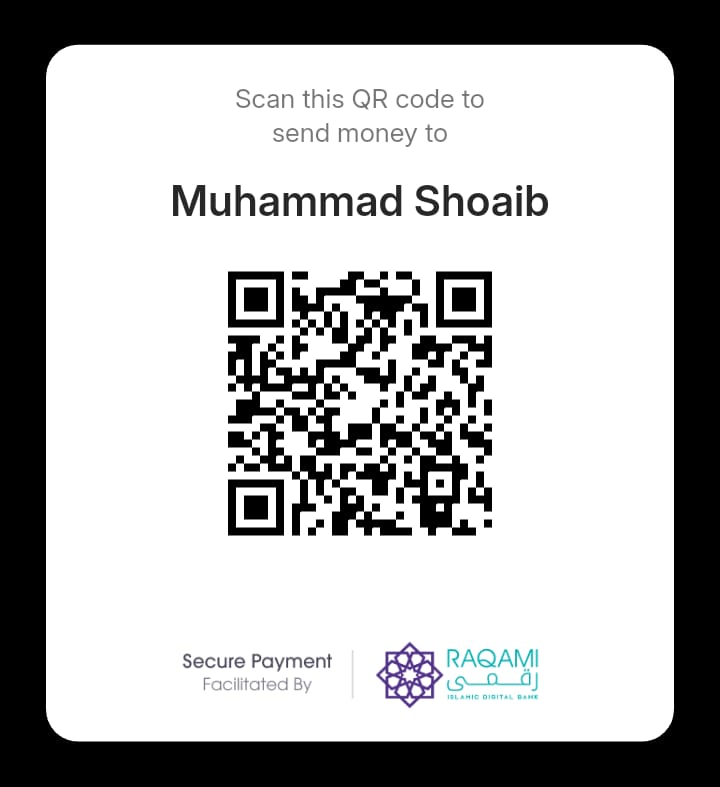 Scan this QR code to
send money to
Muhammad Shoaib
Secure Payment
Facilitated By
RAQAMI
رقمي
ISLAMIC DIGITAL BANK